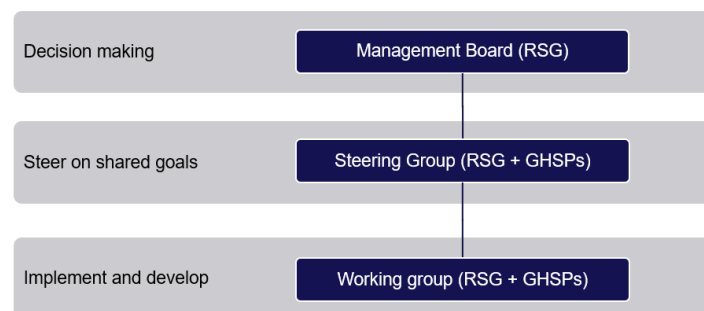 Decision making
Management Board (RSG)
Steer on shared goals
Steering Group (RSG + GHSPs)
Implement and develop
Working group (RSG + GHSPs)